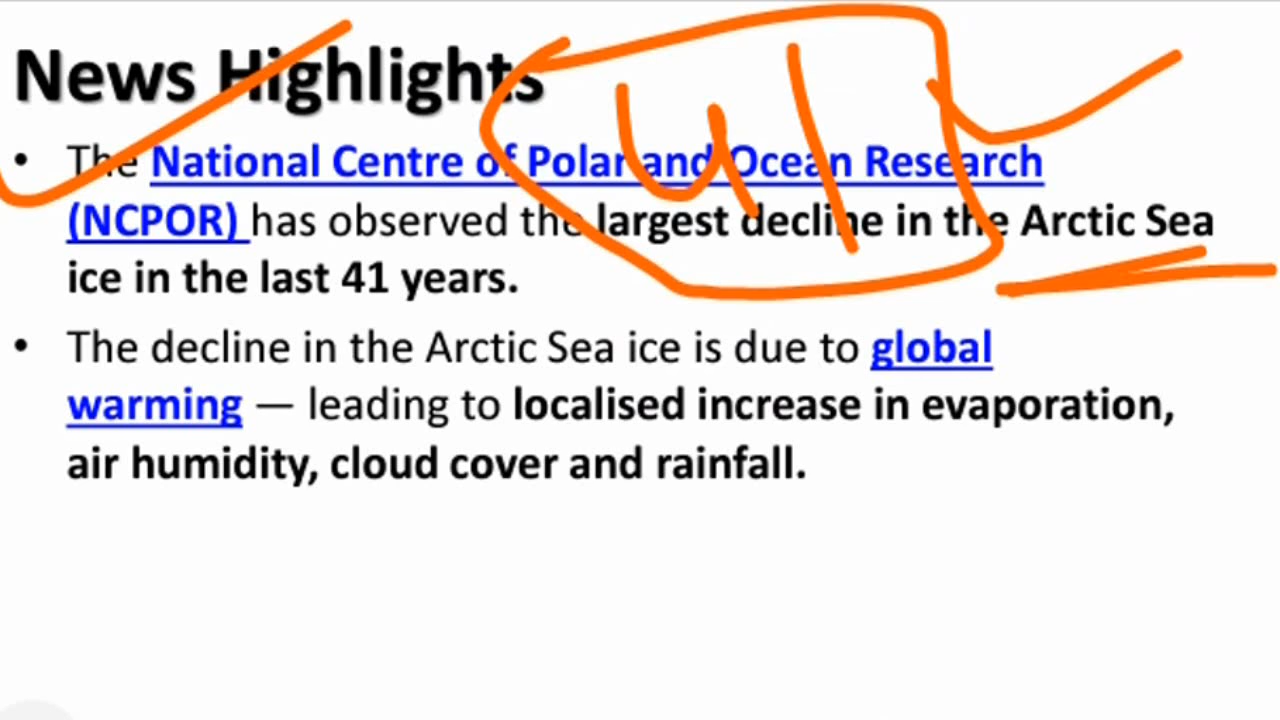 News Highlights
41
• The National Centre of Polar and Ocean Research
(NCPOR) has observed the largest decline in the Arctic Sea
ice in the last 41 years.
• The decline in the Arctic Sea ice is due to global
warming — leading to localised increase in evaporation,
air humidity, cloud cover and rainfall.